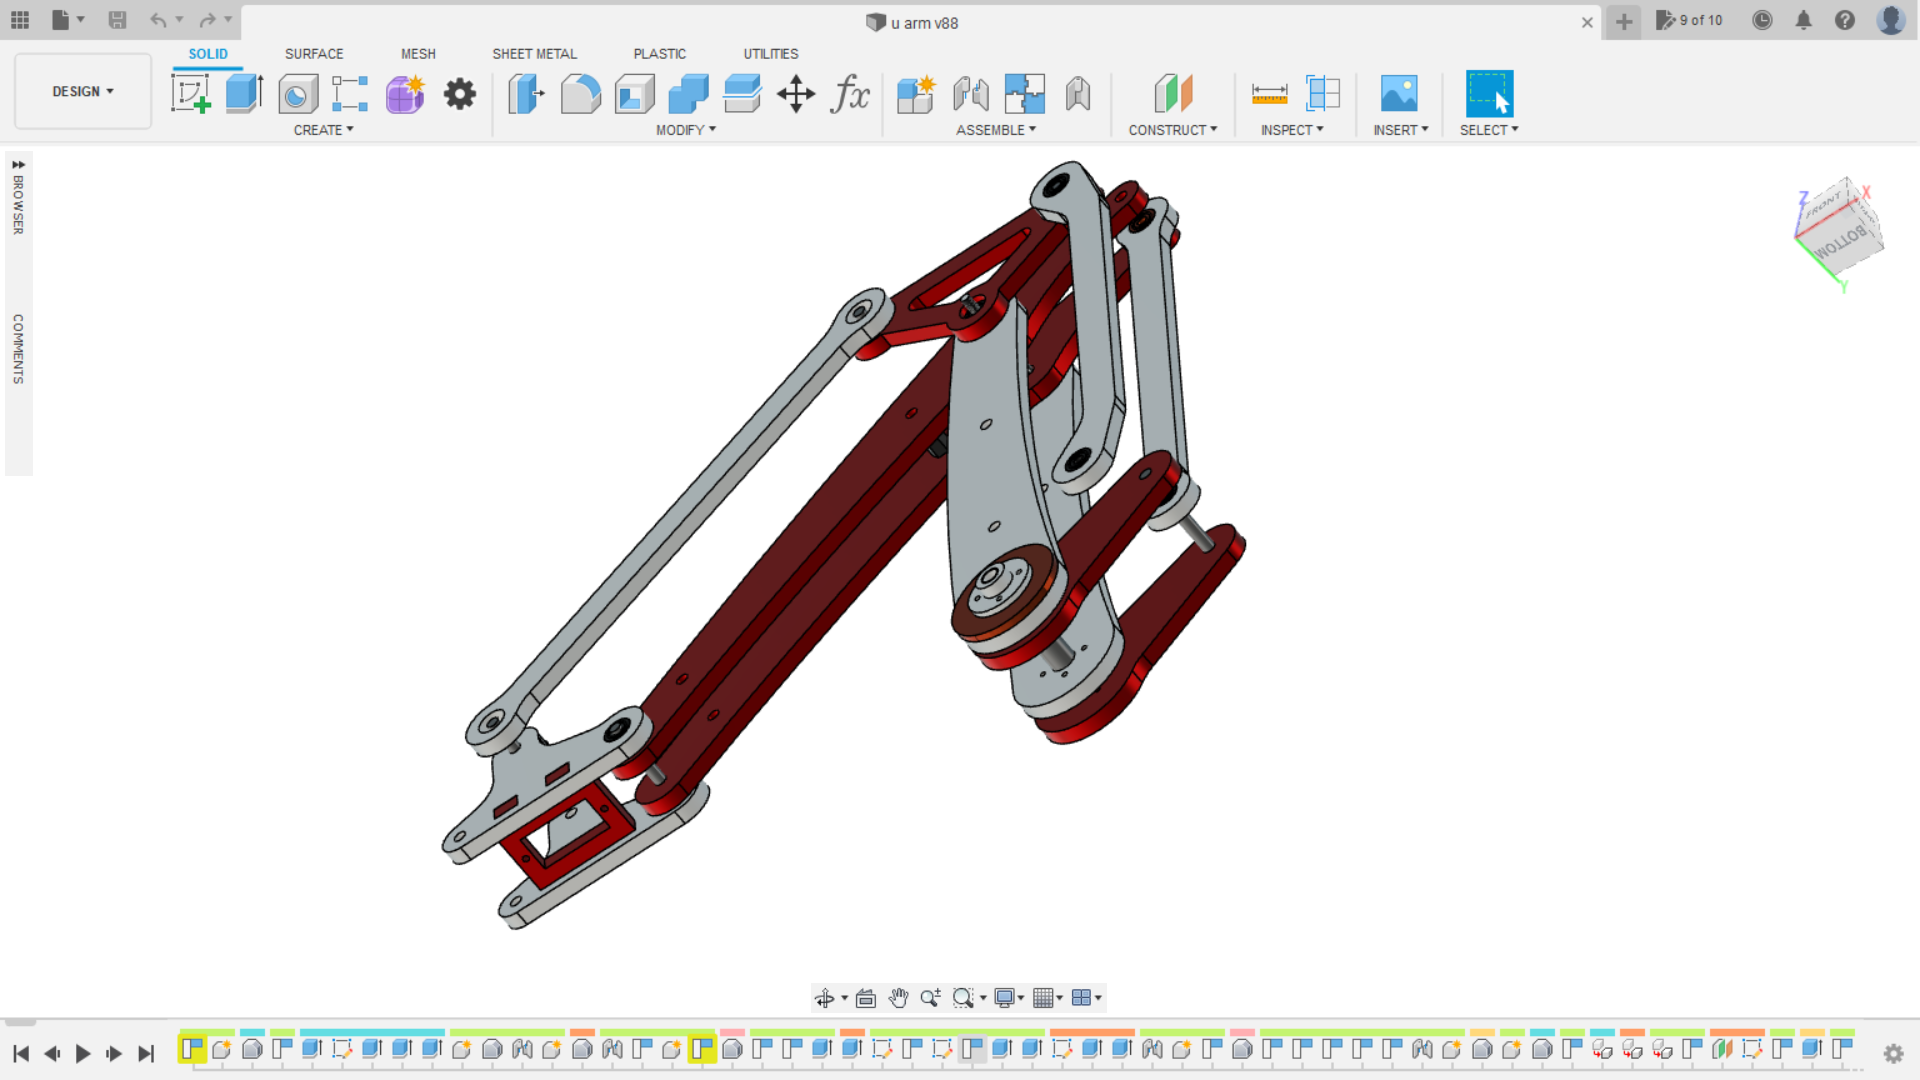 u arm v88
9 of 10
SOLID
SURFACE
MESH
SHEET METAL
PLASTIC
UTILITIES
DESIGN
fx
CREATE
MODIFY
ASSEMBLE
CONSTRUCT
INSPECT
INSERT
SELECT
BROWSER
COMMENTS
Z
X
FRONT
BOTTOM
Y